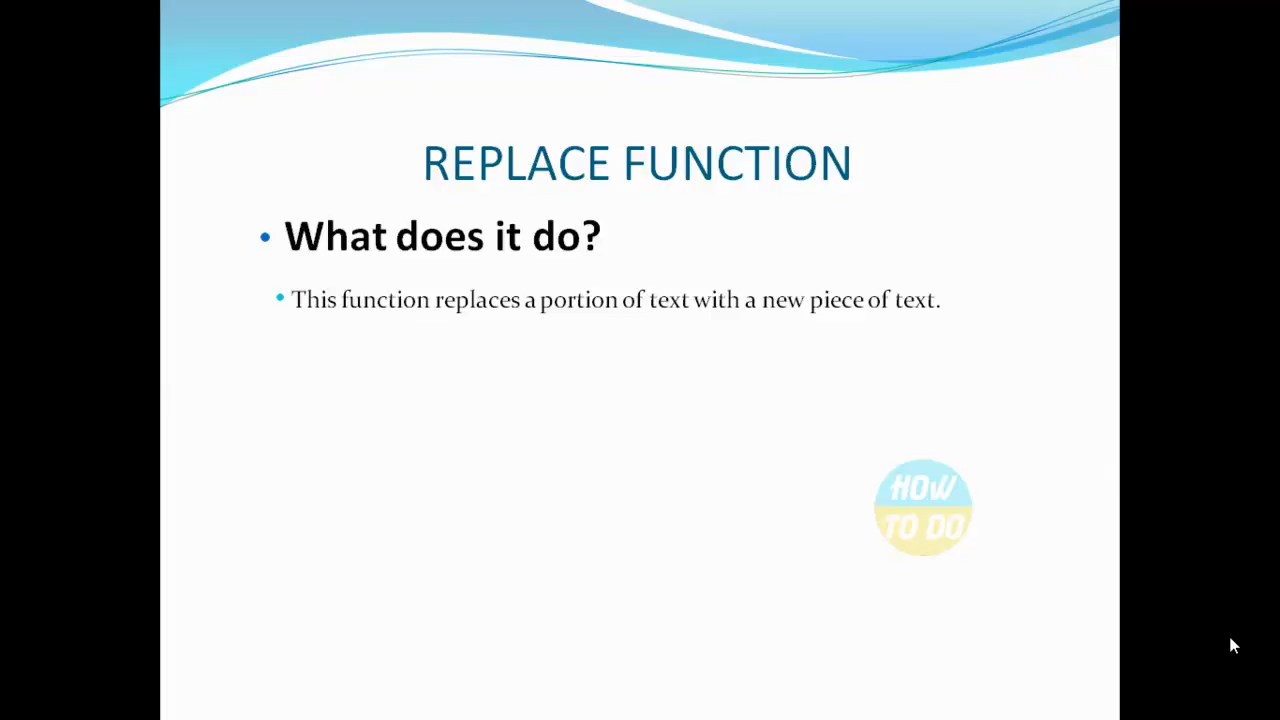 REPLACE FUNCTION
• What does it do?
• This function replaces a portion of text with a new piece of text.
HOW
TO DO